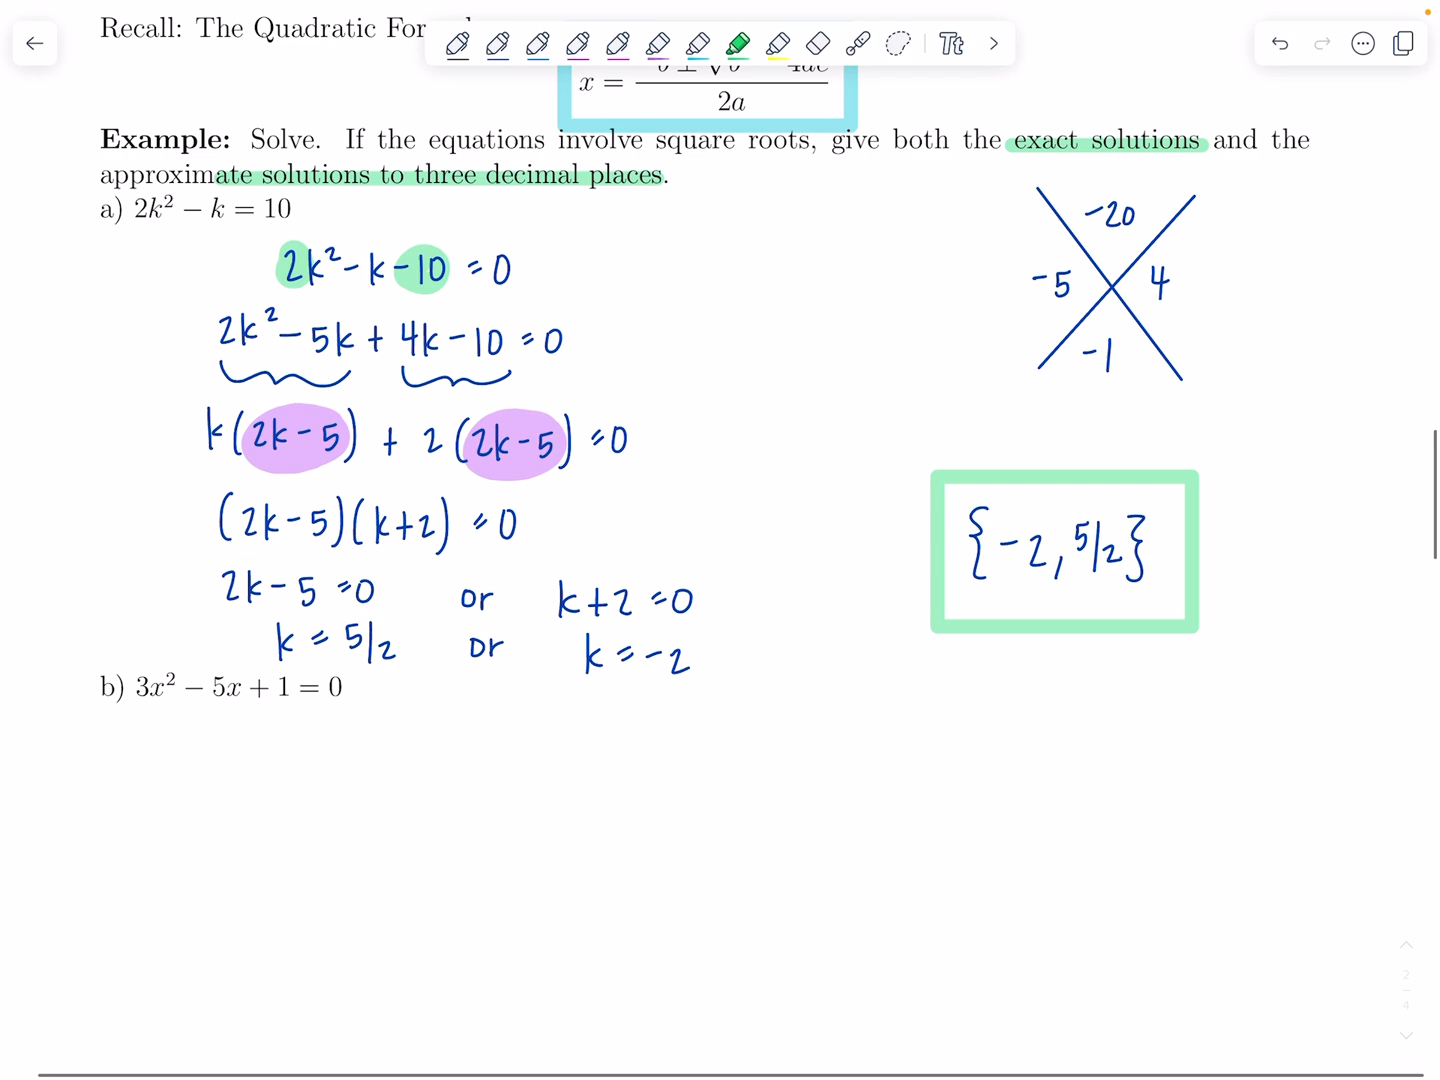 Recall: The Quadratic For
x = 2a
Example: Solve. If the equations involve square roots, give both the exact solutions and the
approximate solutions to three decimal places.
a) 2k² − k = 10
2k² - k - 10 = 0
2k² - 5k + 4k - 10 = 0
k(2k - 5) + 2(2k - 5) = 0
(2k - 5)(k + 2) = 0
2k - 5 = 0 or k + 2 = 0
k = 5/2 or k = -2
-20
-5 4
-1
{-2, 5/2}
b) 3x² − 5x + 1 = 0
Tt
2
4